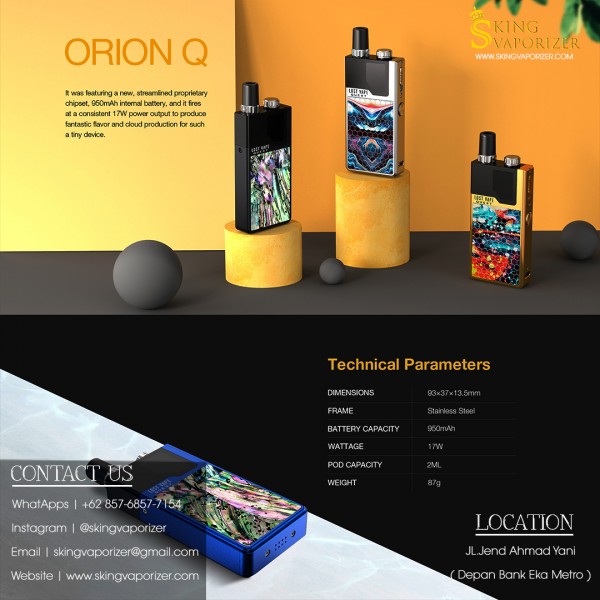 ORION Q
It was featuring a new, streamlined proprietary
chipset, 950mAh internal battery, and it fires
at a consistent 17W power output to produce
fantastic flavor and cloud production for such
a tiny device.
SKING
VAPORIZER
WWW.SKINGVAPORIZER.COM
LOST VAPE
LOST VAPE
LOST VAPE
Technical Parameters
DIMENSIONS 93×37×13.5mm
FRAME Stainless Steel
BATTERY CAPACITY 950mAh
WATTAGE 17W
POD CAPACITY 2ML
WEIGHT 87g
CONTACT US
WhatApps | +62 857-6857-7154
Instagram | @skingvaporizer
Email | skingvaporizer@gmail.com
Website | www.skingvaporizer.com
LOCATION
JL.Jend Ahmad Yani
( Depan Bank Eka Metro )